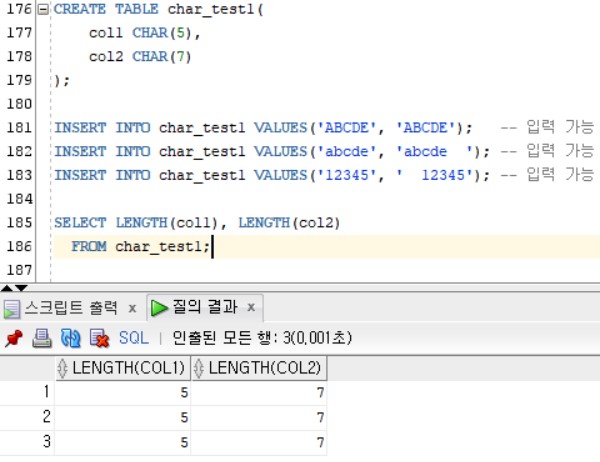 176 CREATE TABLE char_test1(
177 col1 CHAR(5),
178 col2 CHAR(7)
179 );
180
181 INSERT INTO char_test1 VALUES('ABCDE', 'ABCDE'); -- 입력 가능
182 INSERT INTO char_test1 VALUES('abcde', 'abcde  '); -- 입력 가능
183 INSERT INTO char_test1 VALUES('12345', '  12345'); -- 입력 가능
184
185 SELECT LENGTH(col1), LENGTH(col2)
186 FROM char_test1;
187
스크립트 출력 x 질의 결과 x
SQL | 인출된 모든 행: 3(0,001초)
LENGTH(COL1) LENGTH(COL2)
1 5 7
2 5 7
3 5 7